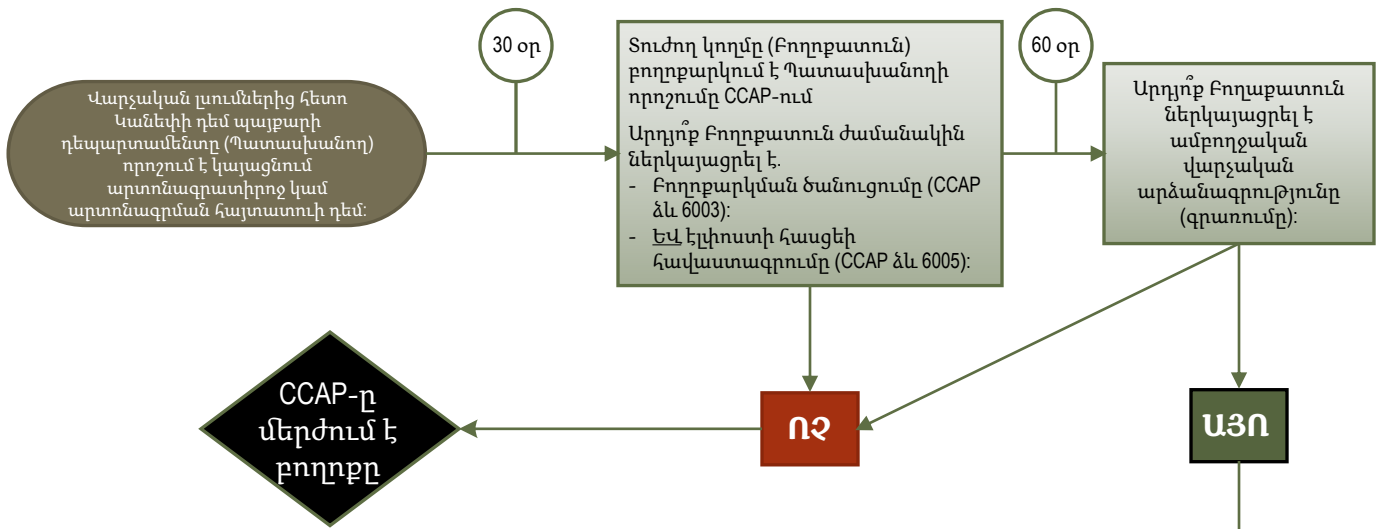 30 օր
60 օր
Վարչական լսումներից հետո
Կանեփի դեմ պայքարի
դեպարտամենտը (Պատասխանող)
որոշում է կայացնում
արտոնագրատիրոջ կամ
արտոնագրման հայտատուի դեմ:
Տուժող կողմը (Բողոքատուն)
բողոքարկում է Պատասխանողի
որոշումը CCAP-ում
Արդյո՞ք Բողոքատուն ժամանակին
ներկայացրել է.
- Բողոքարկման ծանուցումը (CCAP
ձև 6003):
- ԵՎ էլփոստի հասցեի
հավաստագրումը (CCAP ձև 6005):
Արդյո՞ք Բողաքատուն
ներկայացրել է
ամբողջական
վարչական
արձանագրությունը
(գրառումը):
CCAP-ը
մերժում է
բողոքը
ՈՉ
ԱՅՈ